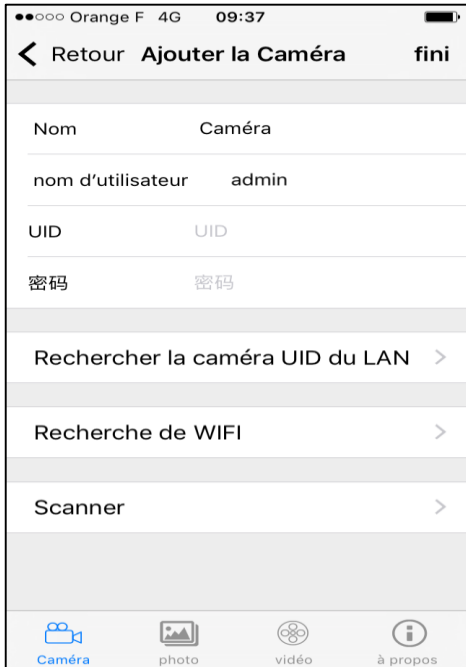 Orange F 4G 09:37
Retour Ajouter la Caméra fini
Nom Caméra
nom d'utilisateur admin
UID UID
密码 密码
Rechercher la caméra UID du LAN
Recherche de WIFI
Scanner
Caméra photo vidéo à propos